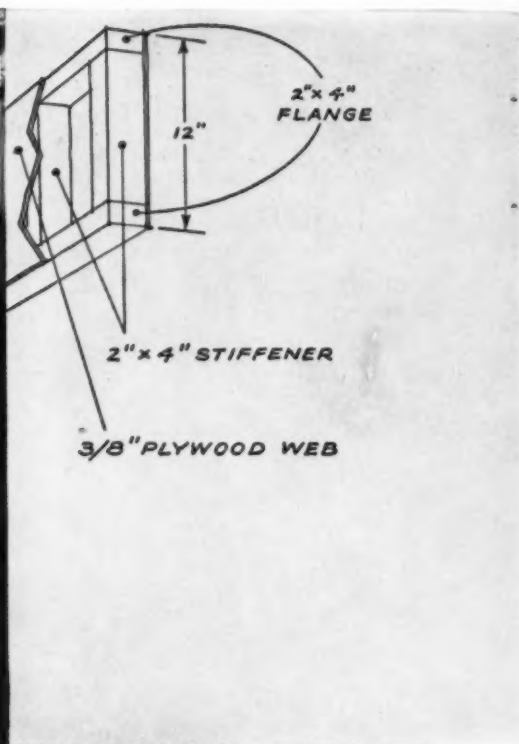 2"x 4"
FLANGE
12"
2"x 4" STIFFENER
3/8" PLYWOOD WEB